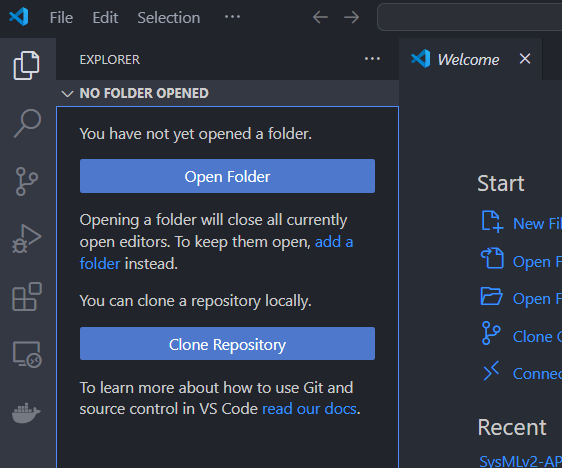 File Edit Selection ···
EXPLORER ···
Welcome
NO FOLDER OPENED
You have not yet opened a folder.
Open Folder
Opening a folder will close all currently
open editors. To keep them open, add a
folder instead.
You can clone a repository locally.
Clone Repository
To learn more about how to use Git and
source control in VS Code read our docs.
Start
New Fil
Open F
Open F
Clone G
Connec
Recent
SysMLv2-AP